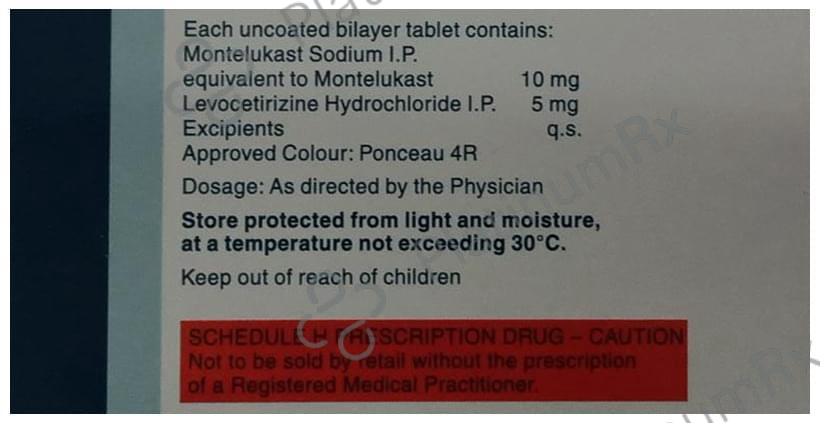 Each uncoated bilayer tablet contains:
Montelukast Sodium I.P.
equivalent to Montelukast 10 mg
Levocetirizine Hydrochloride I.P. 5 mg
Excipients q.s.
Approved Colour: Ponceau 4R
Dosage: As directed by the Physician
Store protected from light and moisture,
at a temperature not exceeding 30°C.
Keep out of reach of children
SCHEDULE H PRESCRIPTION DRUG – CAUTION
Not to be sold by retail without the prescription
of a Registered Medical Practitioner.
PlatinumRx